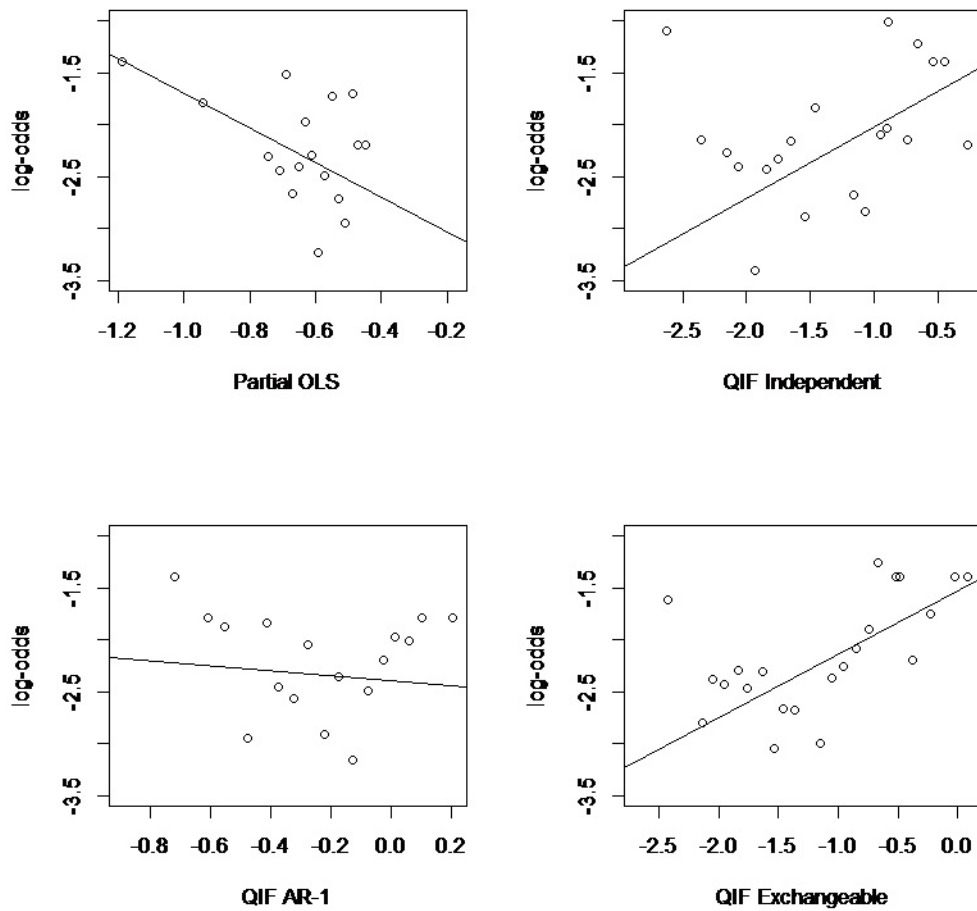 log-odds
-1.5
-2.5
-3.5
-1.2 -1.0 -0.8 -0.6 -0.4 -0.2
Partial OLS
log-odds
-1.5
-2.5
-3.5
-2.5 -2.0 -1.5 -1.0 -0.5
QIF Independent
log-odds
-1.5
-2.5
-3.5
-0.8 -0.6 -0.4 -0.2 0.0 0.2
QIF AR-1
log-odds
-1.5
-2.5
-3.5
-2.5 -2.0 -1.5 -1.0 -0.5 0.0
QIF Exchangeable